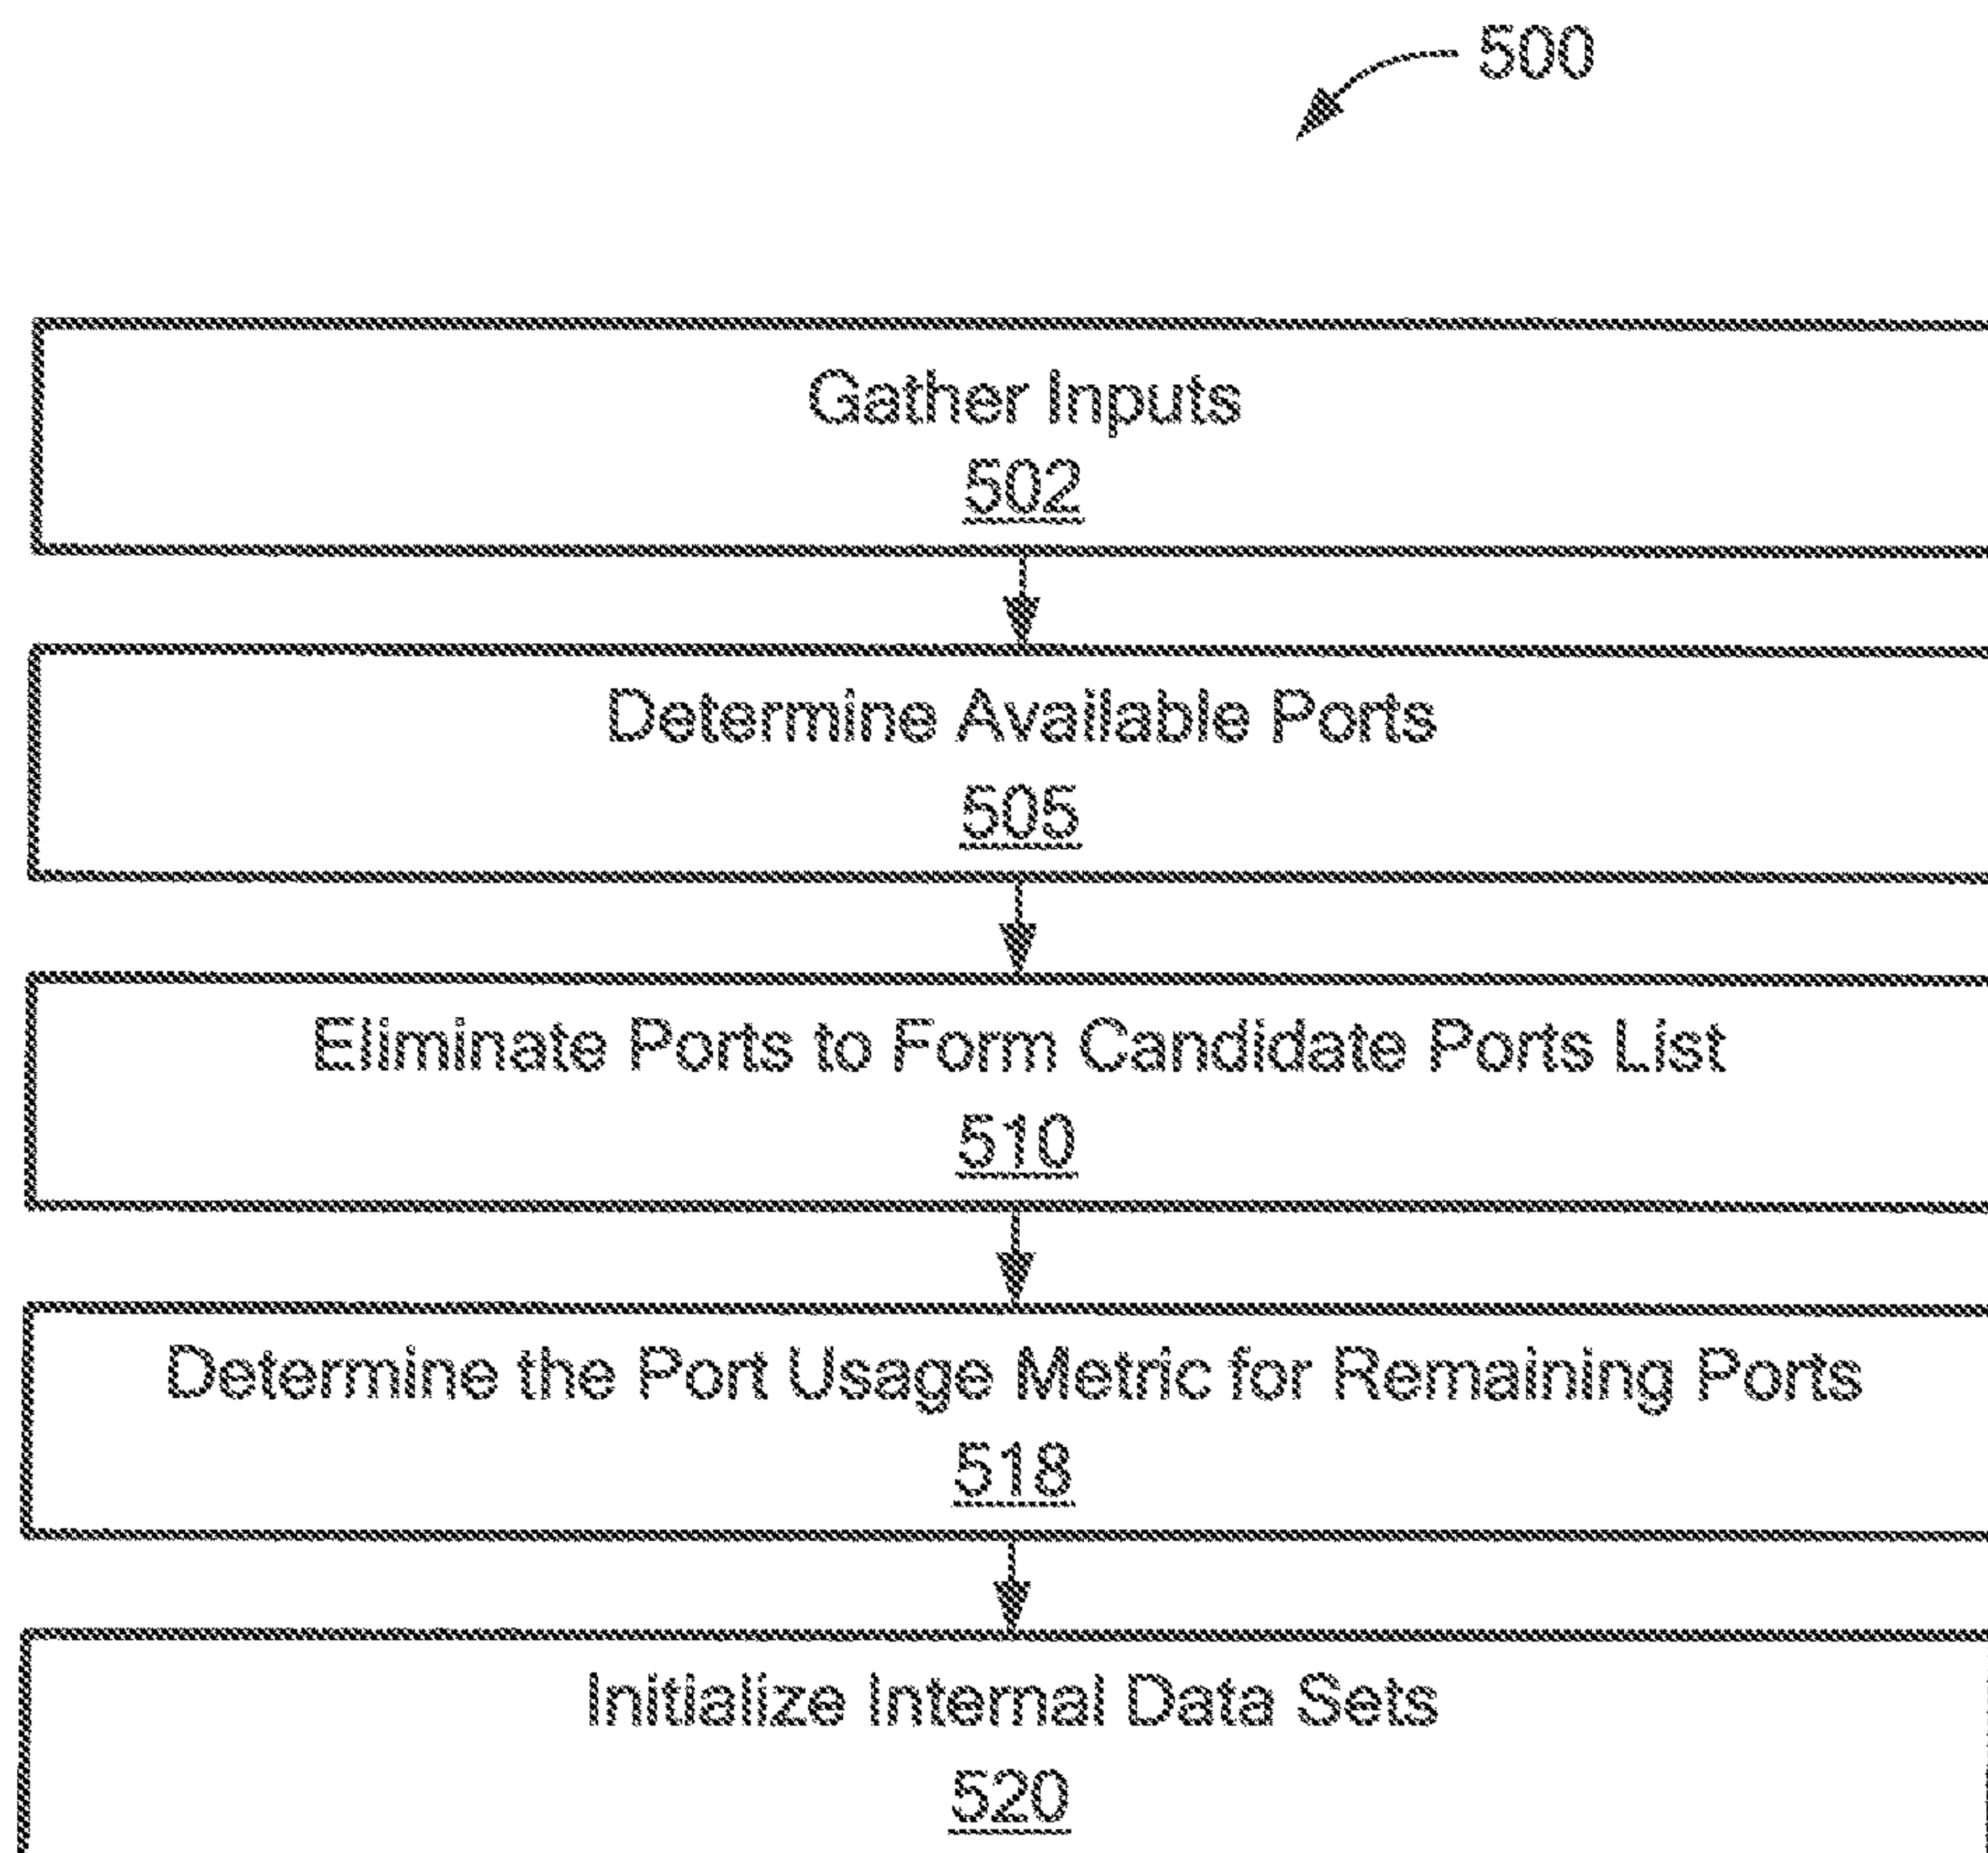 500
Gather Inputs
502
Determine Available Ports
505
Eliminate Ports to Form Candidate Ports List
510
Determine the Port Usage Metric for Remaining Ports
518
Initialize Internal Data Sets
520